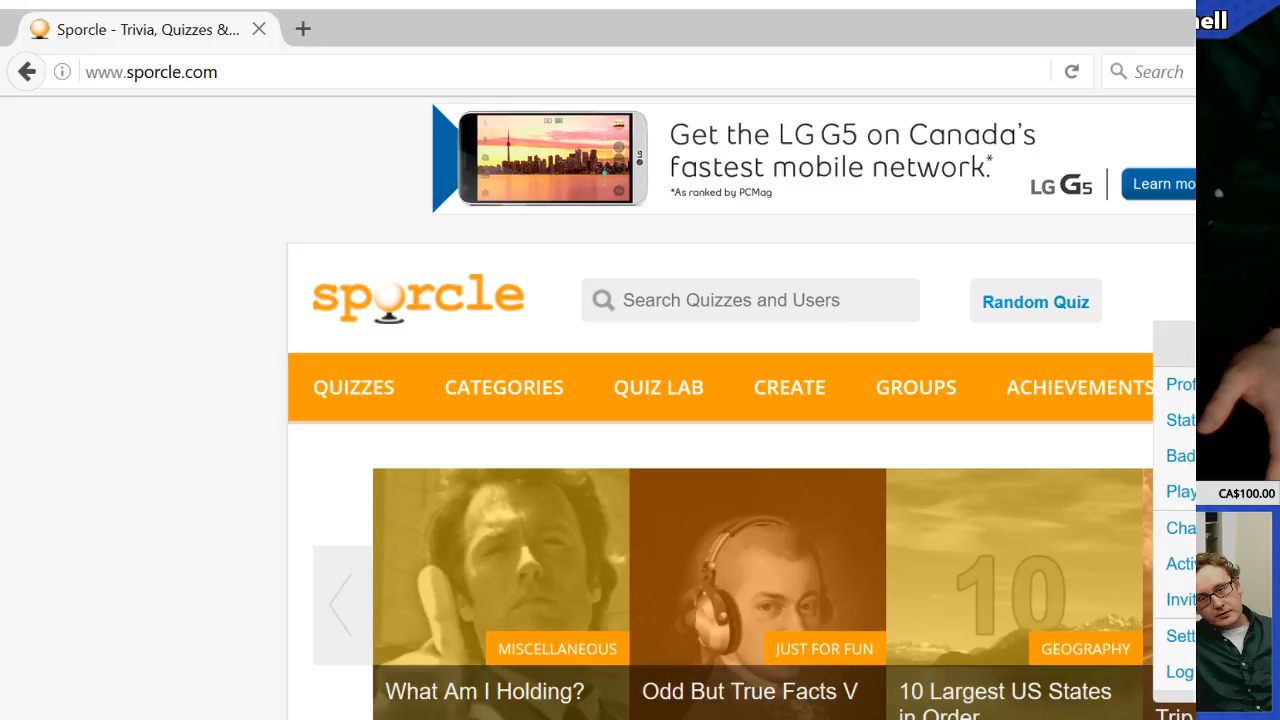 ell
Sporcle - Trivia, Quizzes &...
www.sporcle.com
Search
Get the LG G5 on Canada's
fastest mobile network.*
*As ranked by PCMag
LG G5
Learn mo
LG
sporcle
Search Quizzes and Users
Random Quiz
QUIZZES CATEGORIES QUIZ LAB CREATE GROUPS ACHIEVEMENTS
Prof
Stat
Bad
Play
Cha
Acti
Invit
Sett
Log
CA$100.00
10
MISCELLANEOUS
What Am I Holding?
JUST FOR FUN
Odd But True Facts V
GEOGRAPHY
10 Largest US States
in Order
Trip